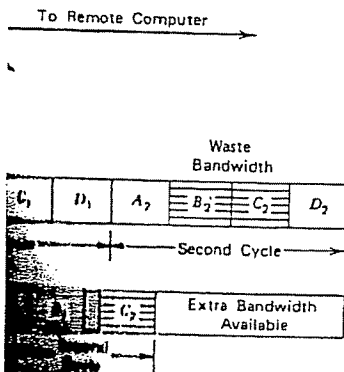 To Remote Computer
Waste
Bandwidth
C₁ D₁ A₂ B₂ C₂ D₂
Second Cycle
C₂ Extra Bandwidth
Available